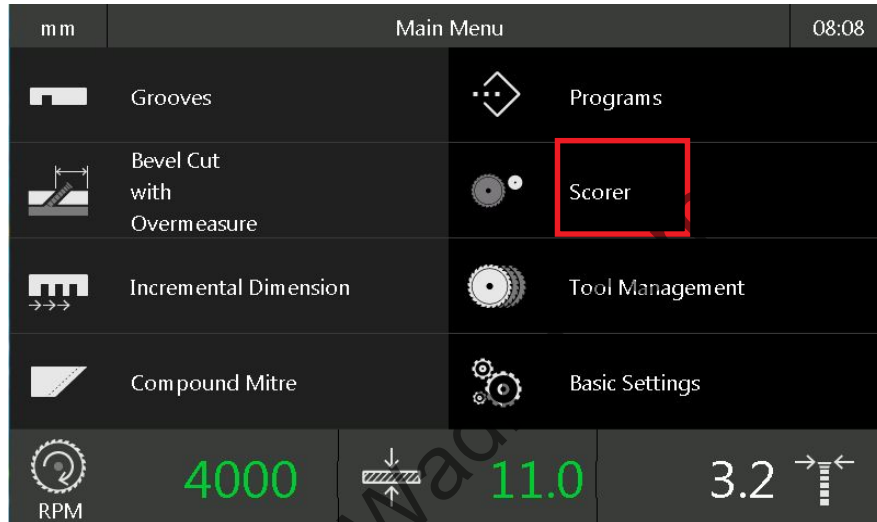 mm
Main Menu
08:08
Grooves
Programs
Bevel Cut
with
Overmeasure
Scorer
Incremental Dimension
Tool Management
Compound Mitre
Basic Settings
RPM
4000
11.0
3.2